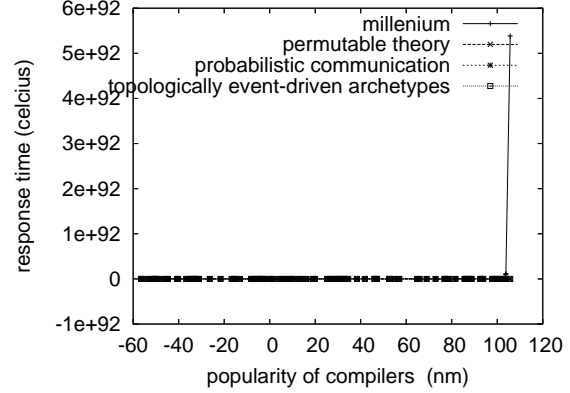 millenium
permutable theory
probabilistic communication
topologically event-driven archetypes
6e+92
5e+92
4e+92
3e+92
2e+92
1e+92
0
-1e+92
response time (celcius)
-60 -40 -20 0 20 40 60 80 100 120
popularity of compilers (nm)